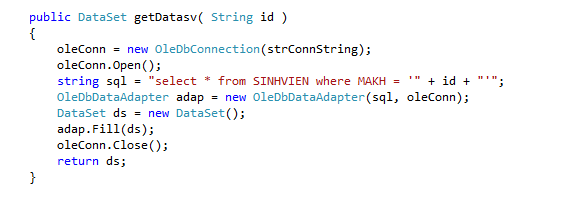 public DataSet getDatasv( String id )
{
oleConn = new OleDbConnection(strConnString);
oleConn.Open();
string sql = "select * from SINHVIEN where MAKH = '" + id + "'";
OleDbDataAdapter adap = new OleDbDataAdapter(sql, oleConn);
DataSet ds = new DataSet();
adap.Fill(ds);
oleConn.Close();
return ds;
}